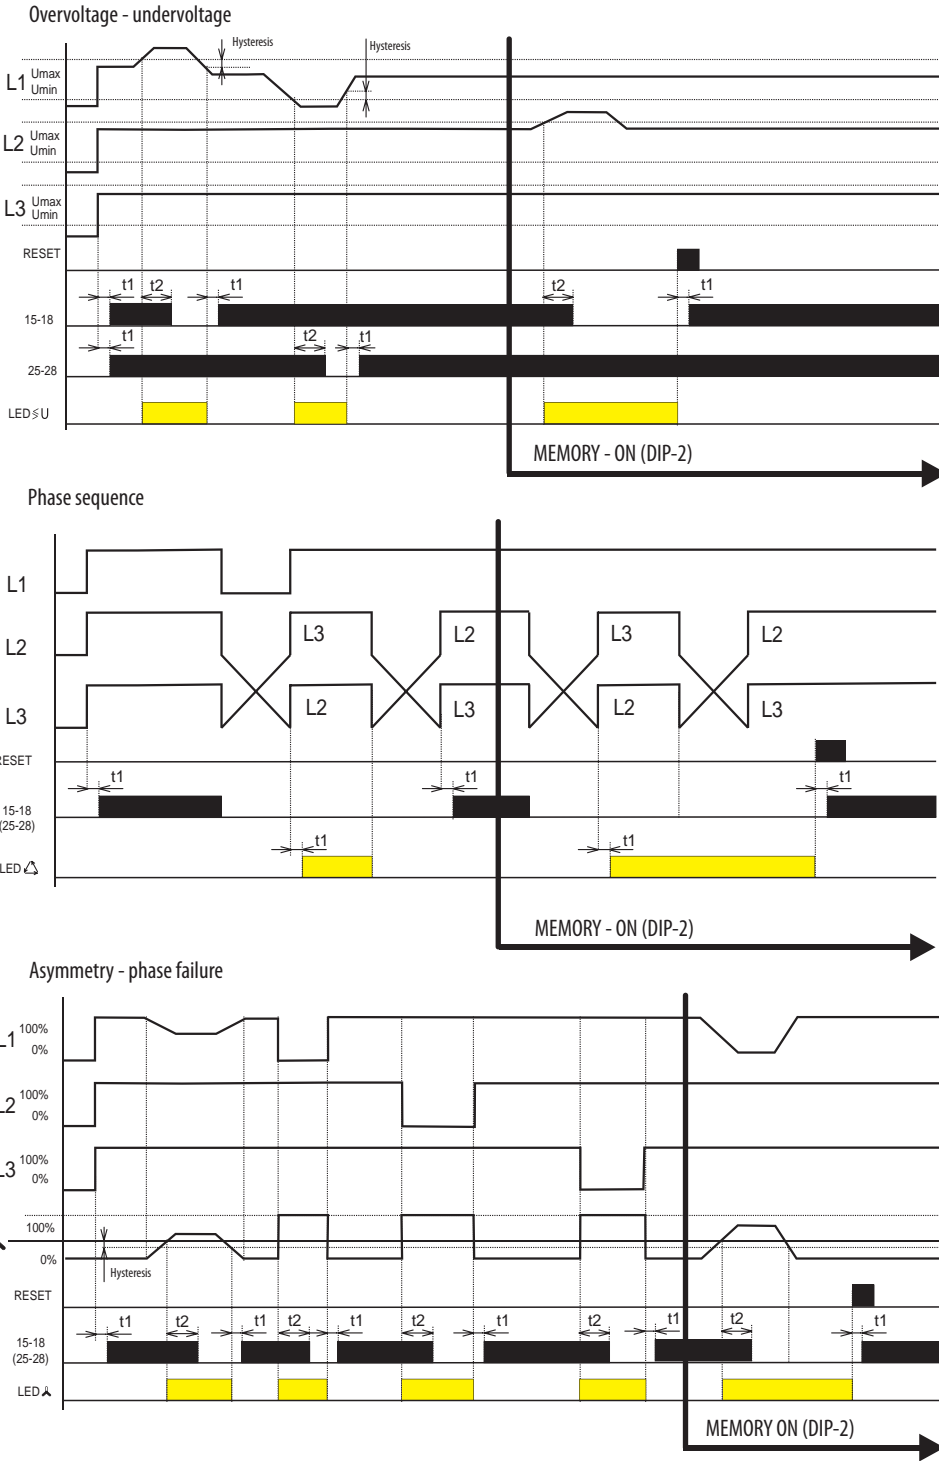 Overvoltage - undervoltage
Hysteresis
Hysteresis
L1 Umax
Umin
L2 Umax
Umin
L3 Umax
Umin
RESET
t1 t2 t1 t2 t1
15-18
t1 t2 t1
25-28
LED ≶U
MEMORY - ON (DIP-2)
Phase sequence
L1
L2 L3 L2 L3 L2
L3 L2 L3 L2 L3
RESET
t1 t1 t1
15-18
(25-28)
t1 t1
LED
MEMORY - ON (DIP-2)
Asymmetry - phase failure
L1 100%
0%
L2 100%
0%
L3 100%
0%
100%
0%
Hysteresis
RESET
t1 t2 t1 t2 t1 t2 t1 t2 t1 t2 t1
15-18
(25-28)
LED
MEMORY ON (DIP-2)